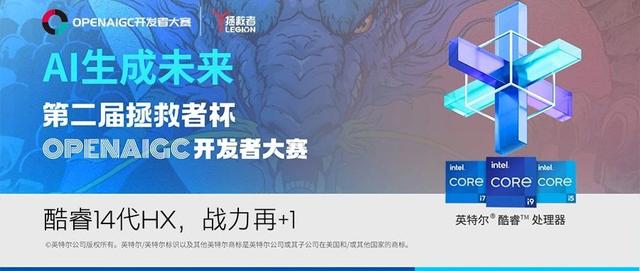 OPENAIGC开发者大赛
拯救者
LEGION
AI生成未来
第二届拯救者杯
OPENAIGC开发者大赛
intel
CORE
i7
intel
CORE
i9
intel
CORE
i5
英特尔® 酷睿™ 处理器
酷睿14代HX，战力再+1
©英特尔公司版权所有。英特尔/英特尔标识以及其他英特尔商标是英特尔公司或其子公司在美国和/或其他国家的商标。